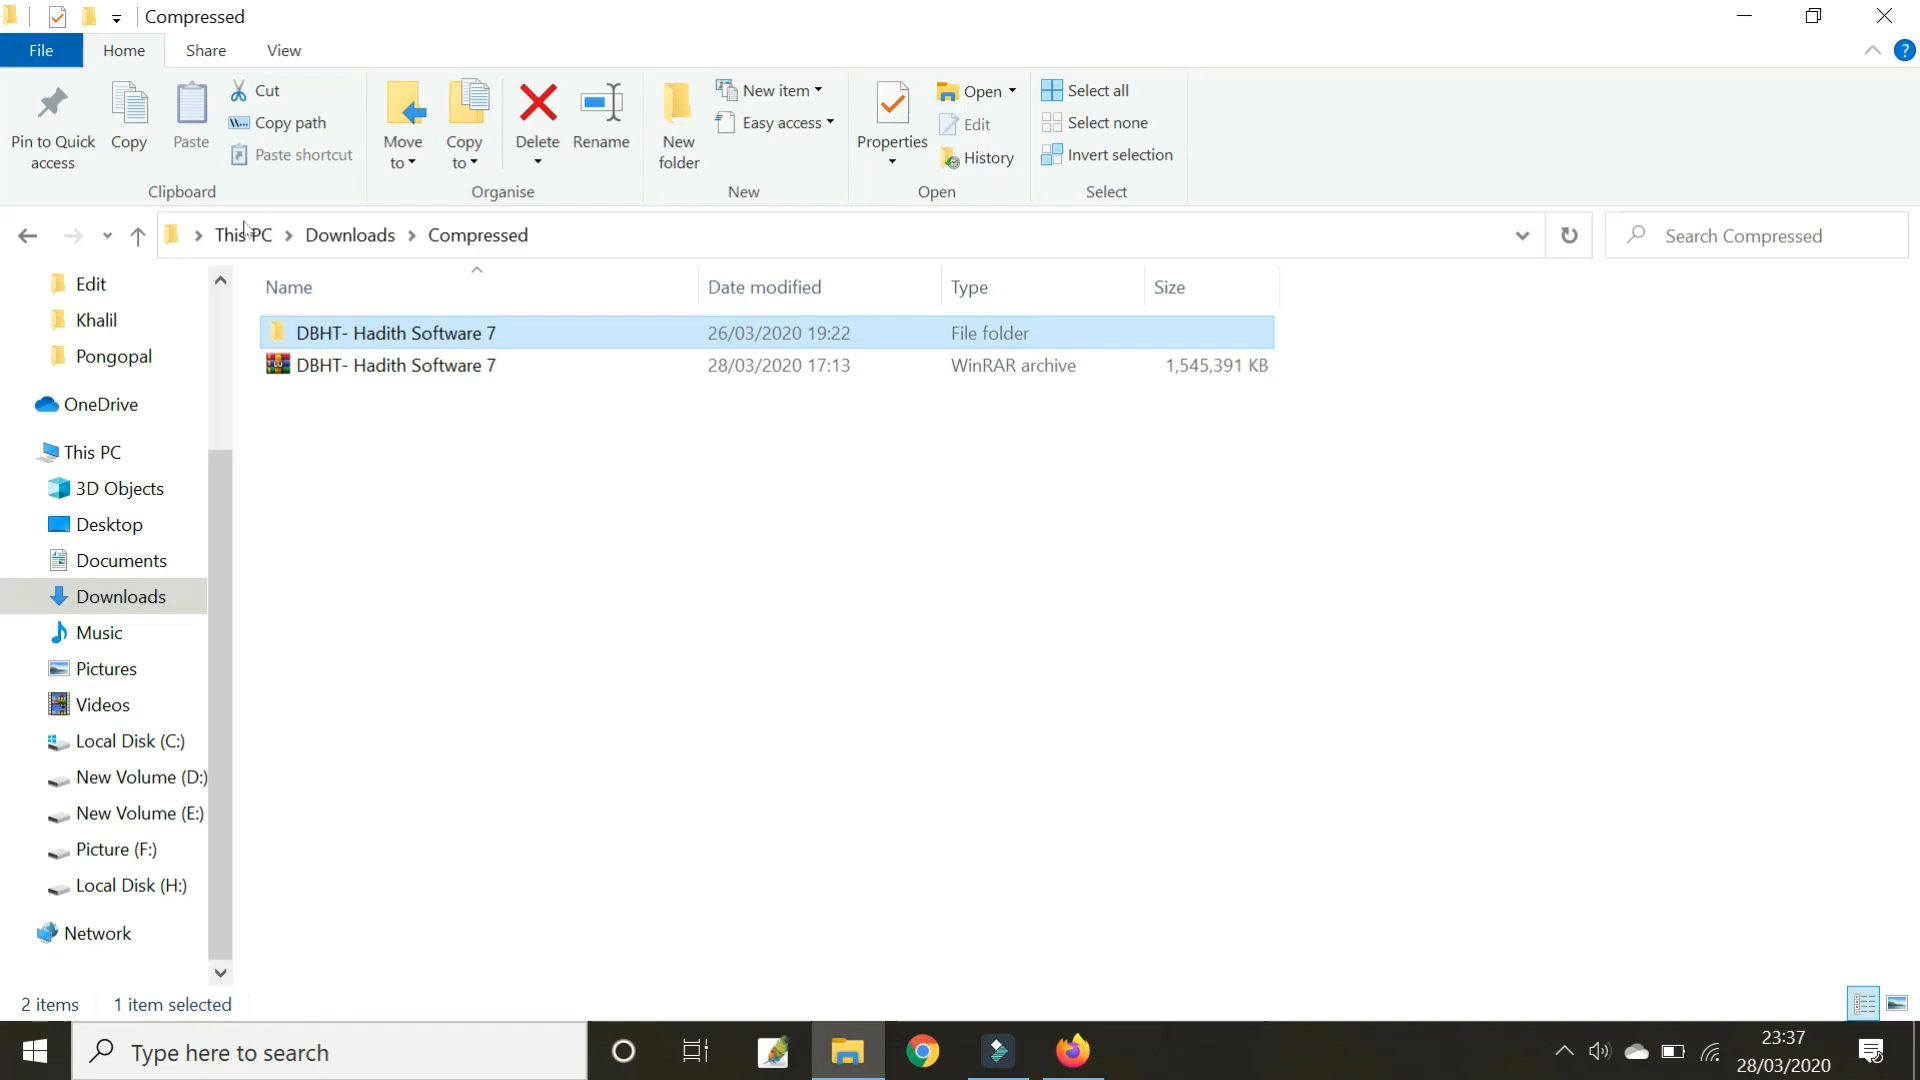 Compressed
File Home Share View
Pin to Quick access
Copy
Paste
Cut
Copy path
Paste shortcut
Clipboard
Move to
Copy to
Delete
Rename
Organise
New folder
New item
Easy access
New
Properties
Open
Edit
History
Open
Select all
Select none
Invert selection
Select
This PC Downloads Compressed
Search Compressed
Edit
Khalil
Pongopal
OneDrive
This PC
3D Objects
Desktop
Documents
Downloads
Music
Pictures
Videos
Local Disk (C:)
New Volume (D:)
New Volume (E:)
Picture (F:)
Local Disk (H:)
Network
Name Date modified Type Size
DBHT- Hadith Software 7 26/03/2020 19:22 File folder
DBHT- Hadith Software 7 28/03/2020 17:13 WinRAR archive 1,545,391 KB
2 items 1 item selected
Type here to search
23:37
28/03/2020